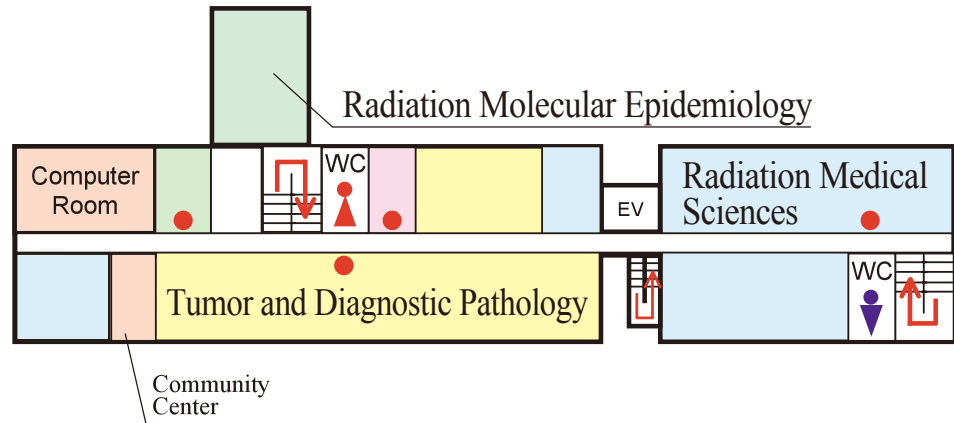 Radiation Molecular Epidemiology
Computer
Room
WC
EV
Radiation Medical
Sciences
Tumor and Diagnostic Pathology
WC
Community
Center